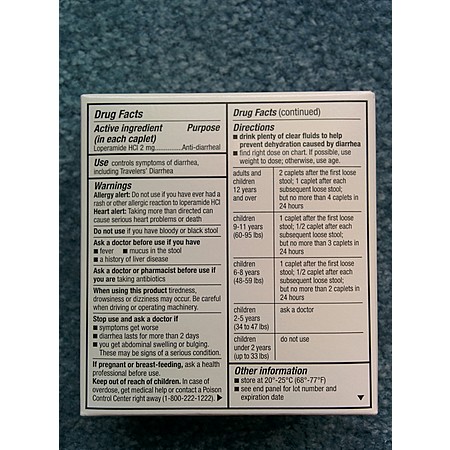 Drug Facts
Active ingredient Purpose
(in each caplet)
Loperamide HCl 2 mg........Anti-diarrheal
Use controls symptoms of diarrhea,
including Travelers' Diarrhea
Warnings
Allergy alert: Do not use if you have ever had a
rash or other allergic reaction to loperamide HCl
Heart alert: Taking more than directed can
cause serious heart problems or death
Do not use if you have bloody or black stool
Ask a doctor before use if you have
■ fever ■ mucus in the stool
■ a history of liver disease
Ask a doctor or pharmacist before use if
you are taking antibiotics
When using this product tiredness,
drowsiness or dizziness may occur. Be careful
when driving or operating machinery.
Stop use and ask a doctor if
■ symptoms get worse
■ diarrhea lasts for more than 2 days
■ you get abdominal swelling or bulging.
These may be signs of a serious condition.
If pregnant or breast-feeding, ask a health
professional before use.
Keep out of reach of children. In case of
overdose, get medical help or contact a Poison
Control Center right away (1-800-222-1222). ▶
Drug Facts (continued)
Directions
■ drink plenty of clear fluids to help
prevent dehydration caused by diarrhea
■ find right dose on chart. If possible, use
weight to dose; otherwise, use age.
adults and
children
12 years
and over
2 caplets after the first loose
stool; 1 caplet after each
subsequent loose stool;
but no more than 4 caplets in
24 hours
children
9-11 years
(60-95 lbs)
1 caplet after the first loose
stool; 1/2 caplet after each
subsequent loose stool;
but no more than 3 caplets in
24 hours
children
6-8 years
(48-59 lbs)
1 caplet after the first loose
stool; 1/2 caplet after each
subsequent loose stool;
but no more than 2 caplets in
24 hours
children
2-5 years
(34 to 47 lbs)
ask a doctor
children
under 2 years
(up to 33 lbs)
do not use
Other information
■ store at 20°-25°C (68°-77°F)
■ see end panel for lot number and
expiration date ▼